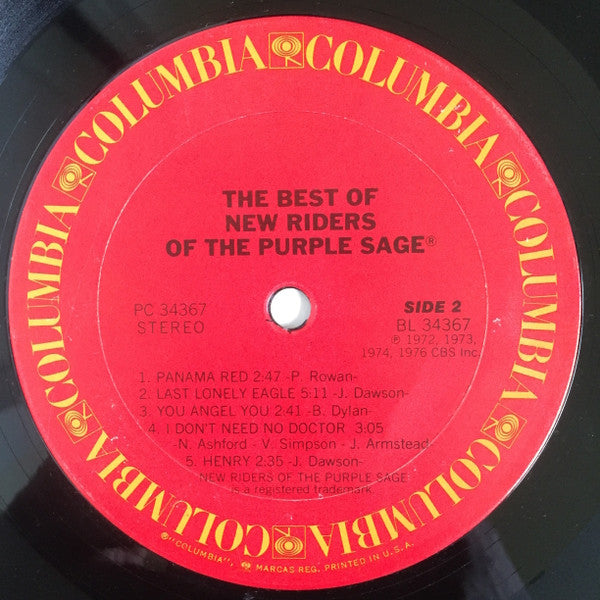 COLUMBIA COLUMBIA COLUMBIA COLUMBIA COLUMBIA COLUMBIA
THE BEST OF
NEW RIDERS
OF THE PURPLE SAGE®
PC 34367
STEREO
SIDE 2
BL 34367
℗ 1972, 1973,
1974, 1976 CBS Inc.
1. PANAMA RED 2:47 -P. Rowan-
2. LAST LONELY EAGLE 5:11 -J. Dawson-
3. YOU ANGEL YOU 2:41 -B. Dylan-
4. I DON'T NEED NO DOCTOR 3:05
-N. Ashford - V. Simpson - J. Armstead-
5. HENRY 2:35 -J. Dawson-
NEW RIDERS OF THE PURPLE SAGE
is a registered trademark.
®"COLUMBIA", MARCAS REG. PRINTED IN U.S.A.